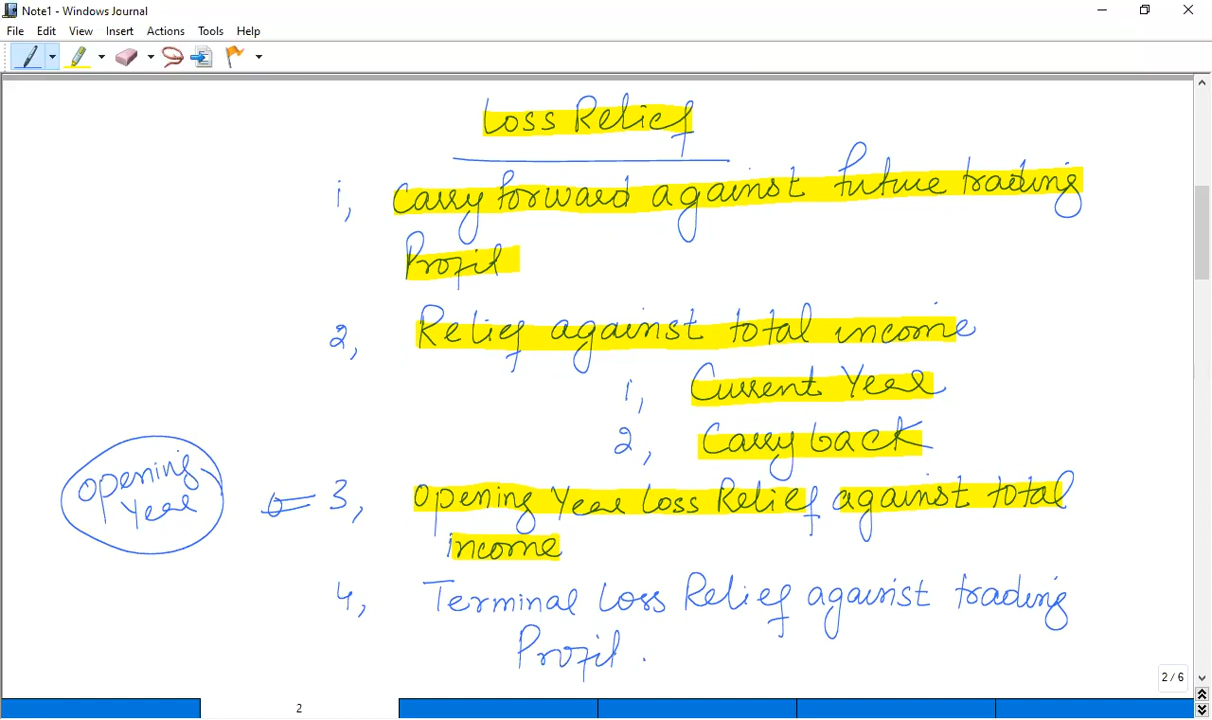 Note1 - Windows Journal
File Edit View Insert Actions Tools Help
Loss Relief
1, Carry forward against future trading
Profit
2, Relief against total income
1, Current Year
2, Carry back
Opening
Year
3, Opening Year Loss Relief against total
income
4, Terminal Loss Relief against trading
Profit.
2 / 6
2